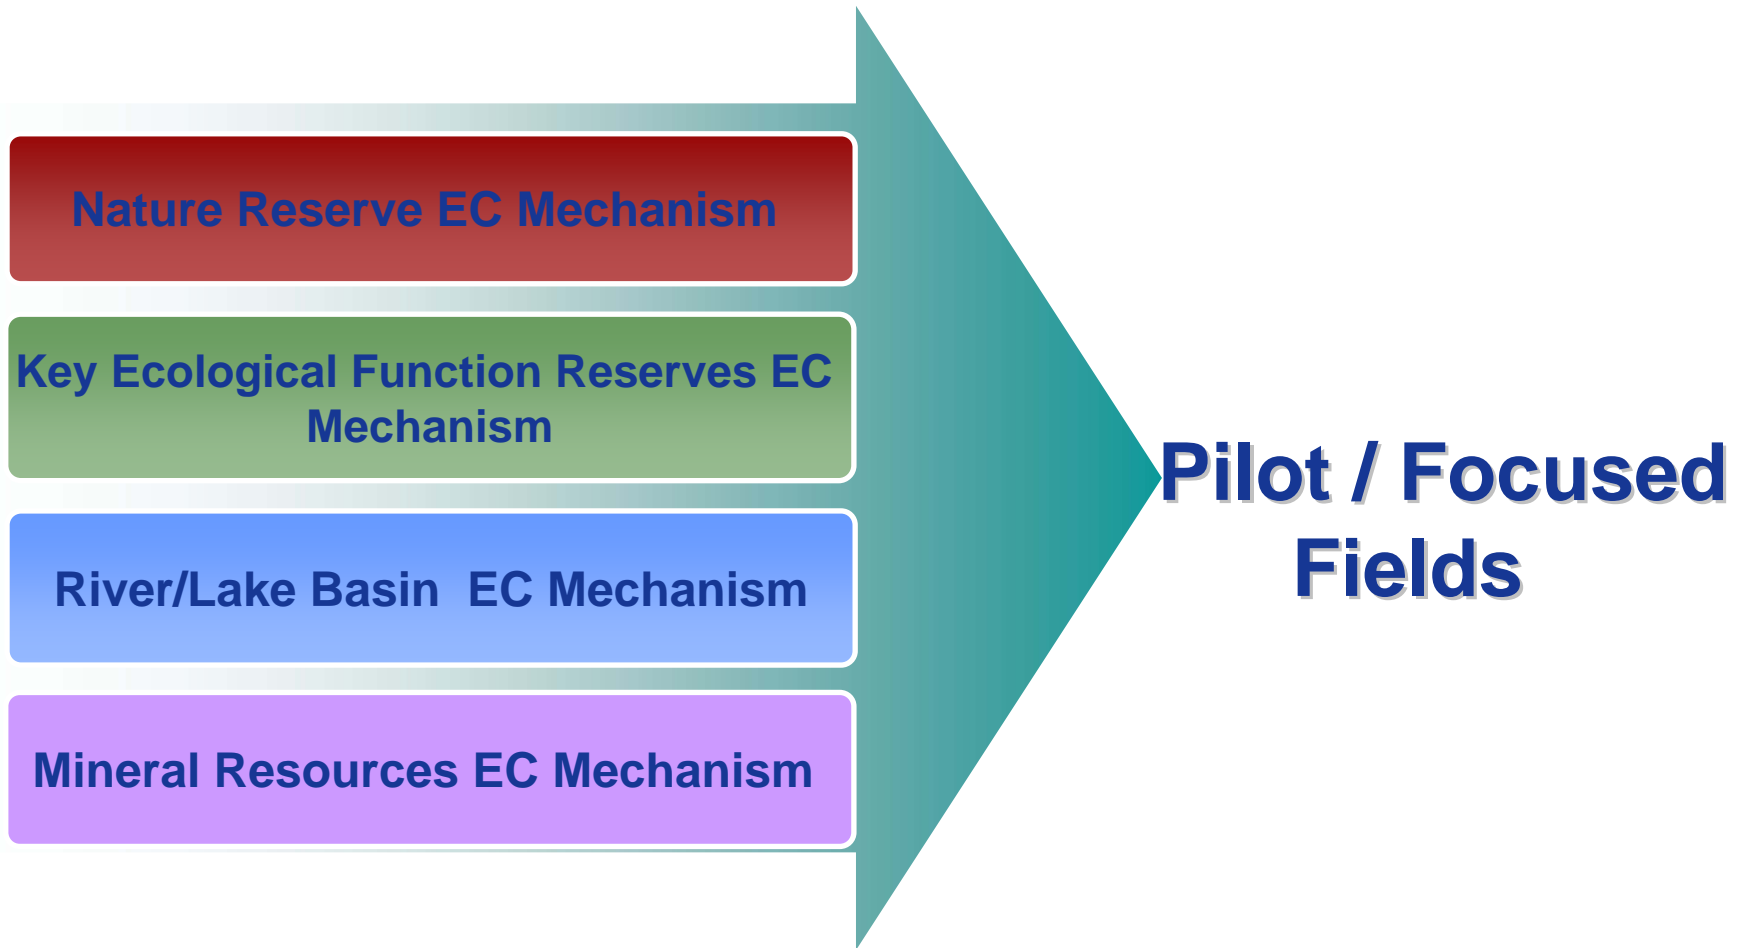 Nature Reserve EC Mechanism
Key Ecological Function Reserves EC
Mechanism
River/Lake Basin  EC Mechanism
Mineral Resources EC Mechanism
Pilot / Focused
Fields